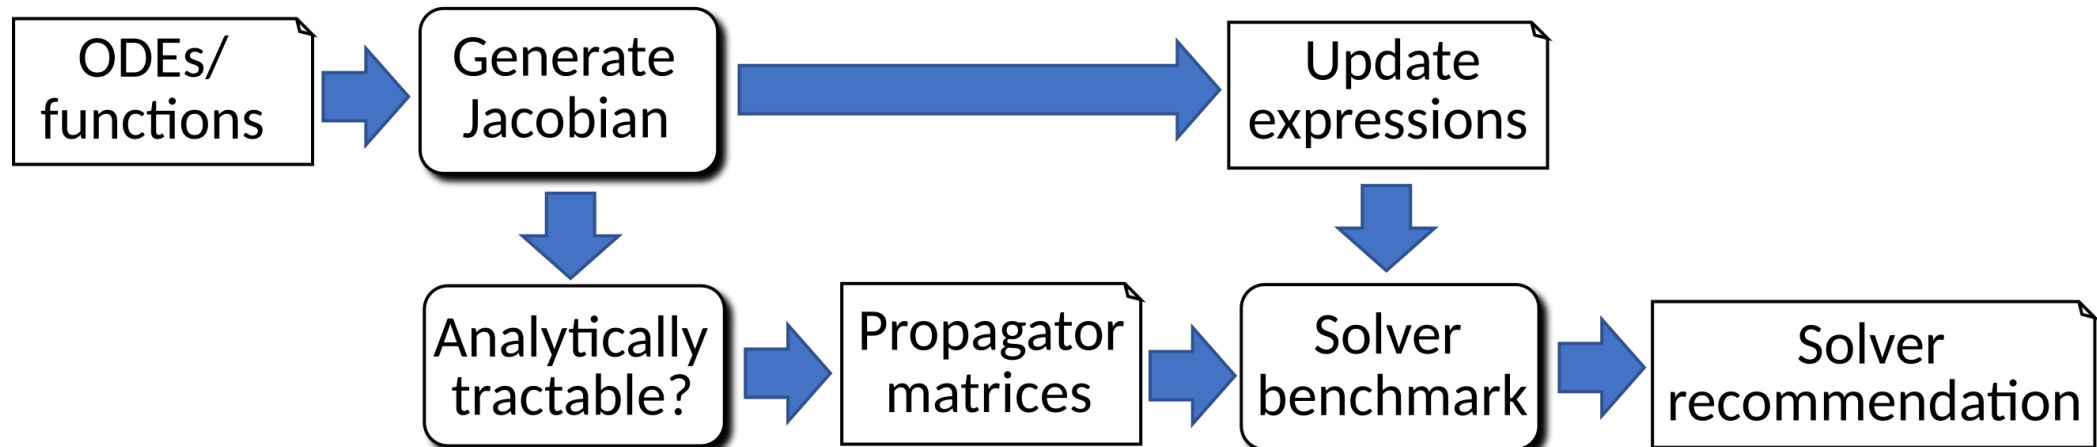 ODEs/
functions
Generate
Jacobian
Update
expressions
Analytically
tractable?
Propagator
matrices
Solver
benchmark
Solver
recommendation